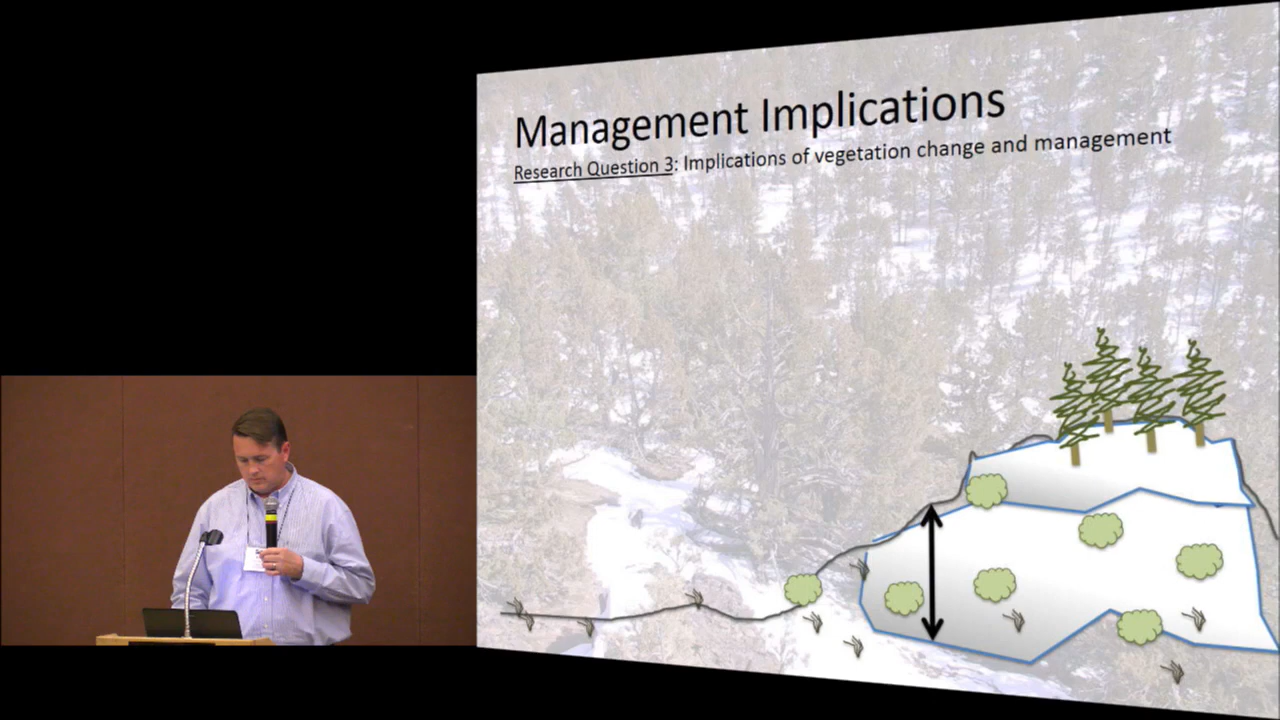 Management Implications
Research Question 3: Implications of vegetation change and management